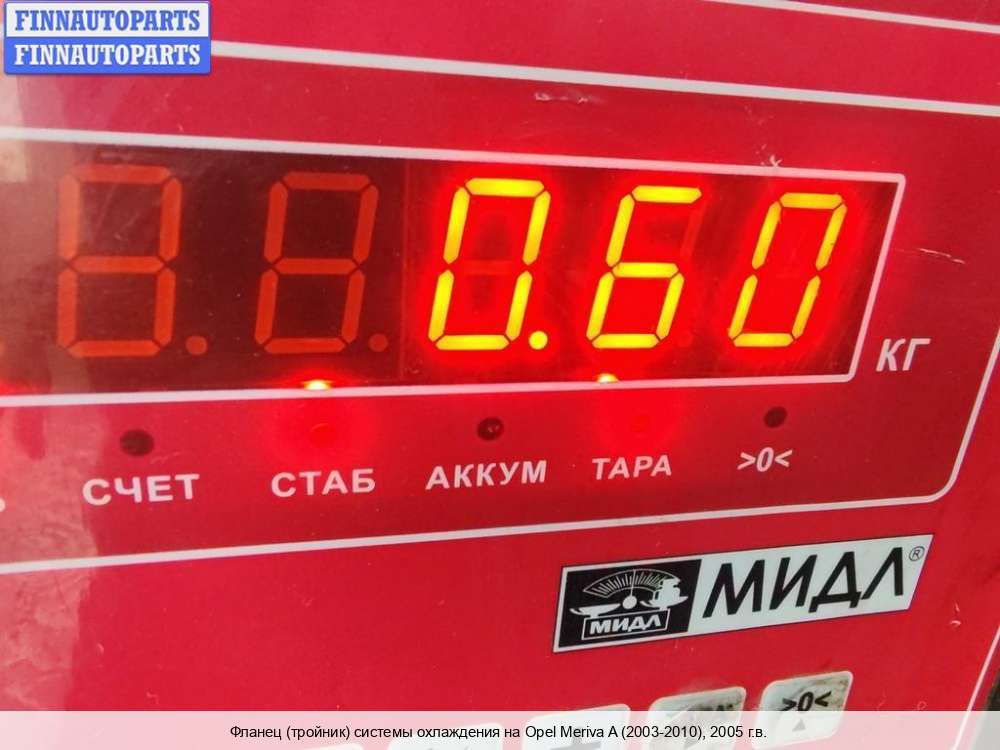 FINNAUTOPARTS
FINNAUTOPARTS
0.60
КГ
СЧЕТ СТАБ АККУМ ТАРА >0<
МИДЛ МИДЛ®
>0<
Фланец (тройник) системы охлаждения на Opel Meriva A (2003-2010), 2005 г.в.